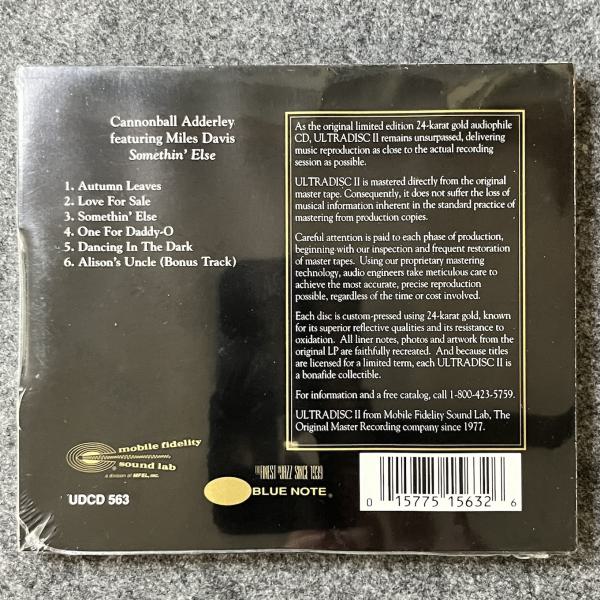 Cannonball Adderley
featuring Miles Davis
Somethin' Else
1. Autumn Leaves
2. Love For Sale
3. Somethin' Else
4. One For Daddy-O
5. Dancing In The Dark
6. Alison's Uncle (Bonus Track)
As the original limited edition 24-karat gold audiophile
CD, ULTRADISC II remains unsurpassed, delivering
music reproduction as close to the actual recording
session as possible.
ULTRADISC II is mastered directly from the original
master tape. Consequently, it does not suffer the loss of
musical information inherent in the standard practice of
mastering from production copies.
Careful attention is paid to each phase of production,
beginning with our inspection and frequent restoration
of master tapes. Using our proprietary mastering
technology, audio engineers take meticulous care to
achieve the most accurate, precise reproduction
possible, regardless of the time or cost involved.
Each disc is custom-pressed using 24-karat gold, known
for its superior reflective qualities and its resistance to
oxidation. All liner notes, photos and artwork from the
original LP are faithfully recreated. And because titles
are licensed for a limited term, each ULTRADISC II is
a bonafide collectible.
For information and a free catalog, call 1-800-423-5759.
ULTRADISC II from Mobile Fidelity Sound Lab, The
Original Master Recording company since 1977.
mobile fidelity
sound lab
a division of MFSL, INC.
UDCD 563
THE FINEST IN JAZZ SINCE 1939
BLUE NOTE®
0 15775 15632 6